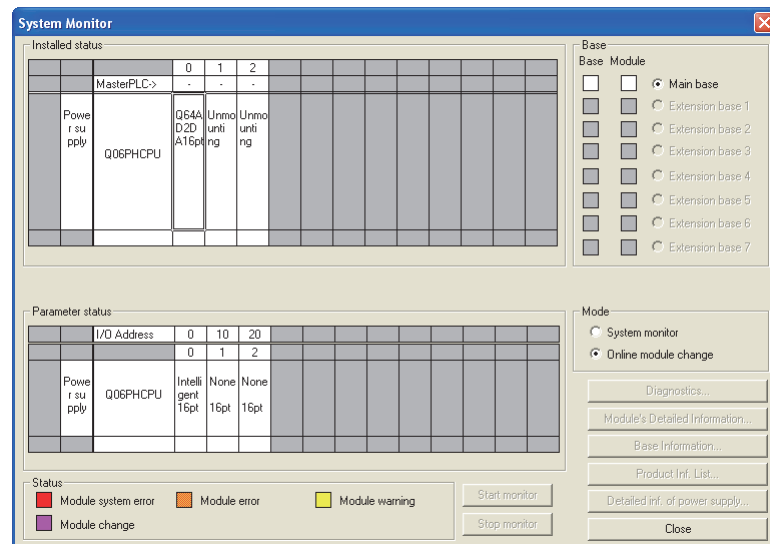 System Monitor
Installed status
0 1 2
MasterPLC-> - - -
Powe
r su
pply
Q06PHCPU
Q64A
D2D
A16pt
Unmo
unti
ng
Unmo
unti
ng
Base
Base Module
Main base
Extension base 1
Extension base 2
Extension base 3
Extension base 4
Extension base 5
Extension base 6
Extension base 7
Parameter status
I/O Address 0 10 20
0 1 2
Powe
r su
pply
Q06PHCPU
Intelli
gent
16pt
None
16pt
None
16pt
Mode
System monitor
Online module change
Diagnostics...
Module's Detailed Information...
Base Information...
Product Inf. List...
Detailed inf. of power supply...
Close
Status
Module system error
Module error
Module warning
Module change
Start monitor
Stop monitor